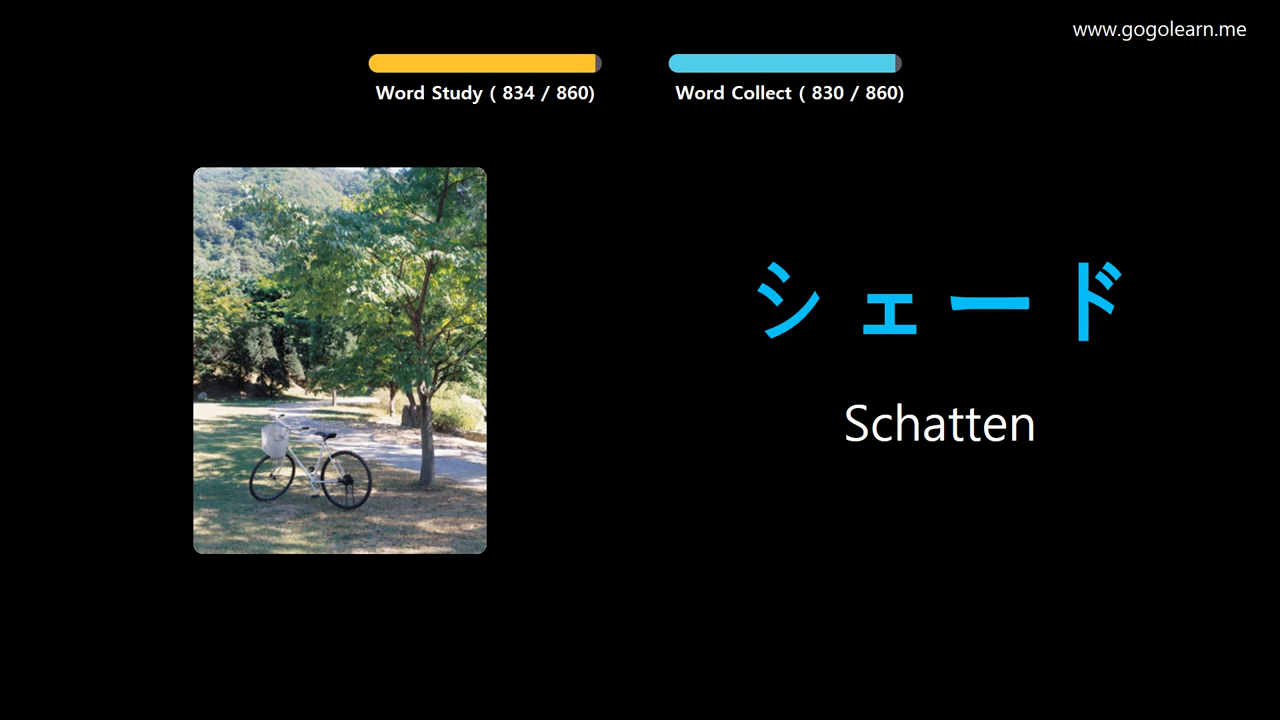 www.gogolearn.me
Word Study ( 834 / 860)
Word Collect ( 830 / 860)
シェード
Schatten